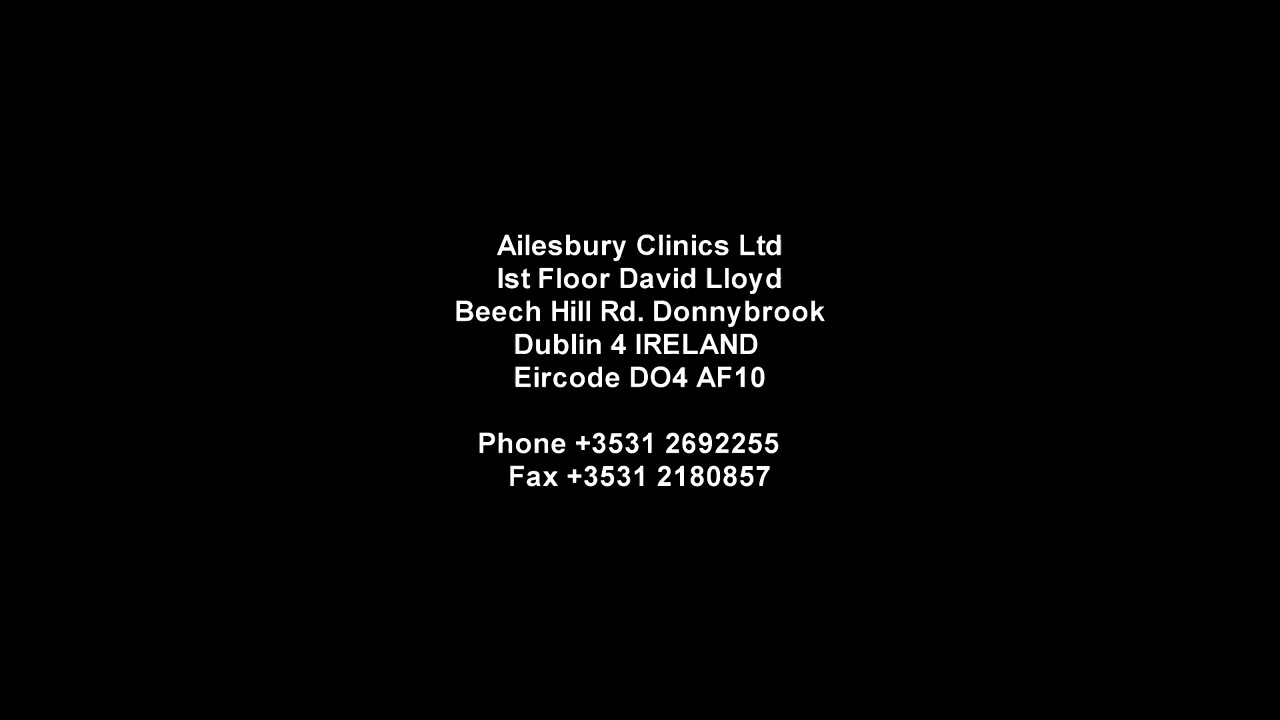 Ailesbury Clinics Ltd
Ist Floor David Lloyd
Beech Hill Rd. Donnybrook
Dublin 4 IRELAND
Eircode DO4 AF10
Phone +3531 2692255
Fax +3531 2180857